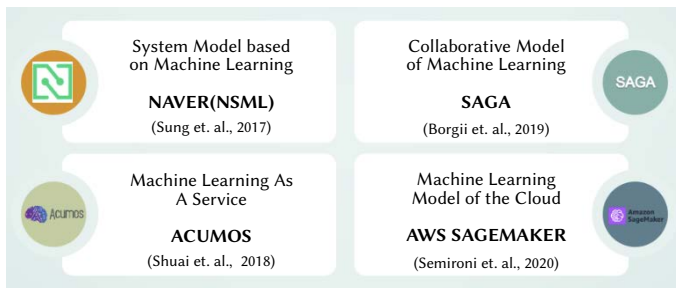 System Model based
on Machine Learning
NAVER(NSML)
(Sung et. al., 2017)
Collaborative Model
of Machine Learning
SAGA
(Borgii et. al., 2019)
SAGA
Acumos
Machine Learning As
A Service
ACUMOS
(Shuai et. al., 2018)
Machine Learning
Model of the Cloud
AWS SAGEMAKER
(Semironi et. al., 2020)
Amazon
SageMaker